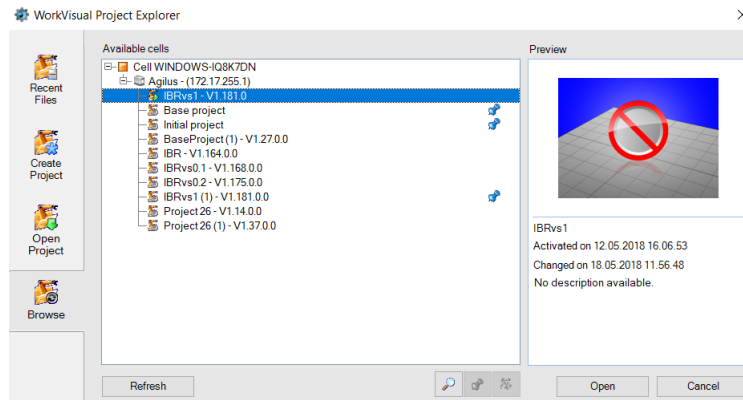 WorkVisual Project Explorer
Recent
Files
Create
Project
Open
Project
Browse
Available cells
Cell WINDOWS-IQ8K7DN
Agilus - (172.17.255.1)
IBRvs1 - V1.181.0
Base project
Initial project
BaseProject (1) - V1.27.0.0
IBR - V1.164.0.0
IBRvs0.1 - V1.168.0.0
IBRvs0.2 - V1.175.0.0
IBRvs1 (1) - V1.181.0.0
Project 26 - V1.14.0.0
Project 26 (1) - V1.37.0.0
Refresh
Preview
IBRvs1
Activated on 12.05.2018 16.06.53
Changed on 18.05.2018 11.56.48
No description available.
Open
Cancel